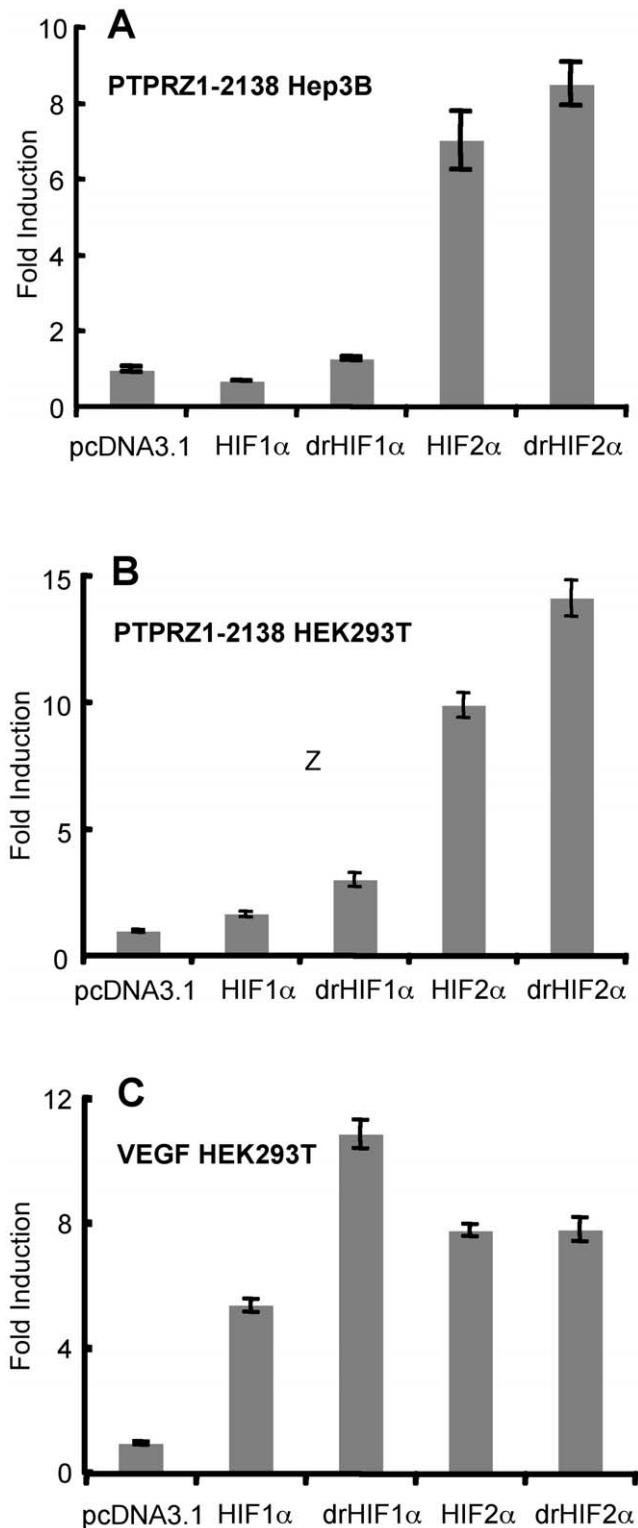 A
PTPRZ1-2138 Hep3B
Fold Induction
10
8
6
4
2
0
pcDNA3.1 HIF1α drHIF1α HIF2α drHIF2α
B
PTPRZ1-2138 HEK293T
Fold Induction
15
10
5
0
Z
pcDNA3.1 HIF1α drHIF1α HIF2α drHIF2α
C
VEGF HEK293T
Fold Induction
12
8
4
0
pcDNA3.1 HIF1α drHIF1α HIF2α drHIF2α